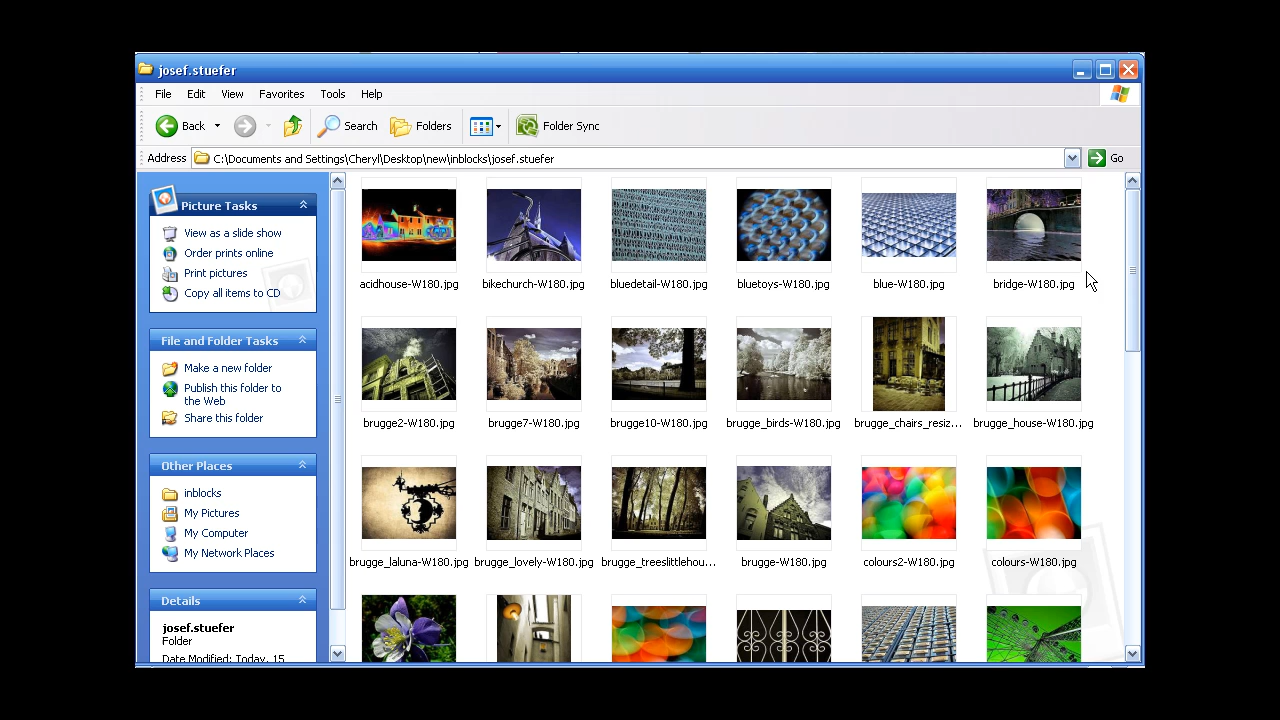 josef.stuefer
File Edit View Favorites Tools Help
Back Search Folders Folder Sync
Address C:\Documents and Settings\Cheryl\Desktop\new\inblocks\josef.stuefer Go
Picture Tasks
View as a slide show
Order prints online
Print pictures
Copy all items to CD
File and Folder Tasks
Make a new folder
Publish this folder to
the Web
Share this folder
Other Places
inblocks
My Pictures
My Computer
My Network Places
Details
josef.stuefer
Folder
Date Modified: Today, 15
acidhouse-W180.jpg bikechurch-W180.jpg bluedetail-W180.jpg bluetoys-W180.jpg blue-W180.jpg bridge-W180.jpg
brugge2-W180.jpg brugge7-W180.jpg brugge10-W180.jpg brugge_birds-W180.jpg brugge_chairs_resiz... brugge_house-W180.jpg
brugge_laluna-W180.jpg brugge_lovely-W180.jpg brugge_treeslittlehou... brugge-W180.jpg colours2-W180.jpg colours-W180.jpg